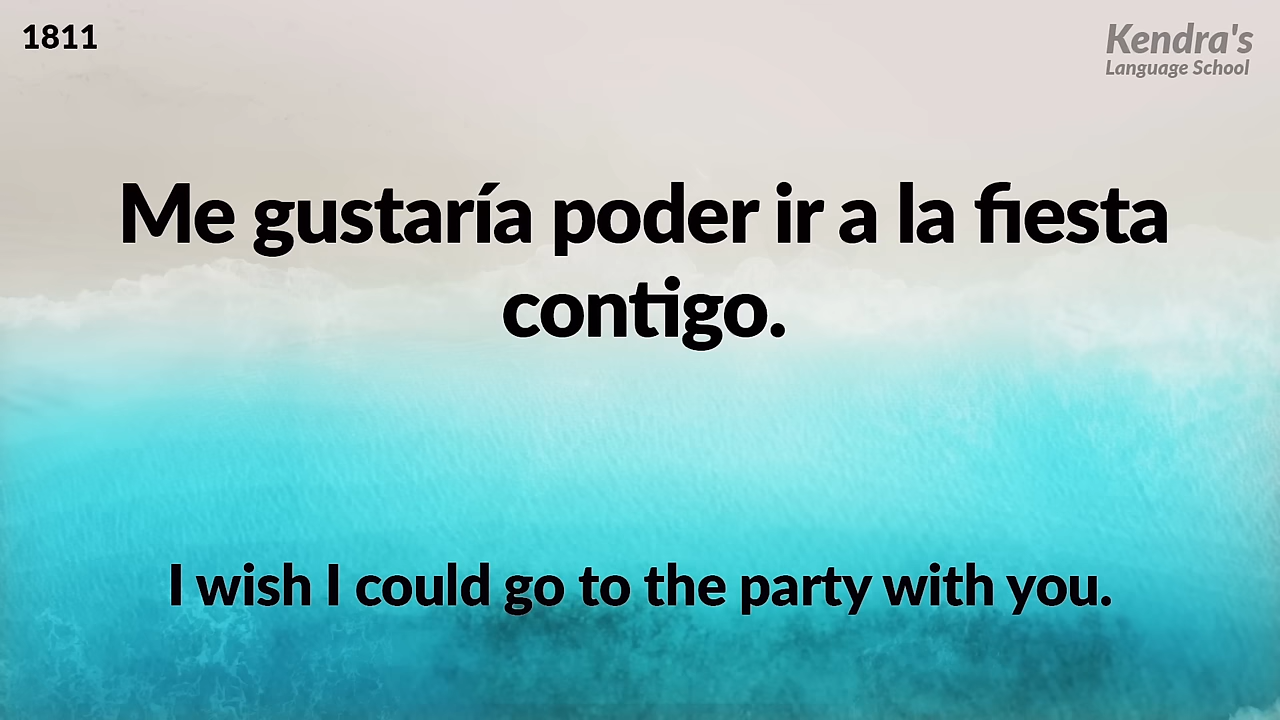 1811
Kendra's
Language School
Me gustaría poder ir a la fiesta
contigo.
I wish I could go to the party with you.